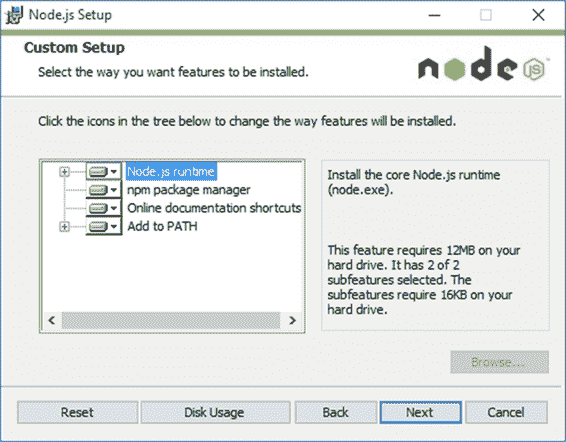 Node.js Setup
Custom Setup
Select the way you want features to be installed.
node
JS
Click the icons in the tree below to change the way features will be installed.
Node.js runtime
npm package manager
Online documentation shortcuts
Add to PATH
Install the core Node.js runtime
(node.exe).
This feature requires 12MB on your
hard drive. It has 2 of 2
subfeatures selected. The
subfeatures require 16KB on your
hard drive.
Browse...
Reset
Disk Usage
Back
Next
Cancel